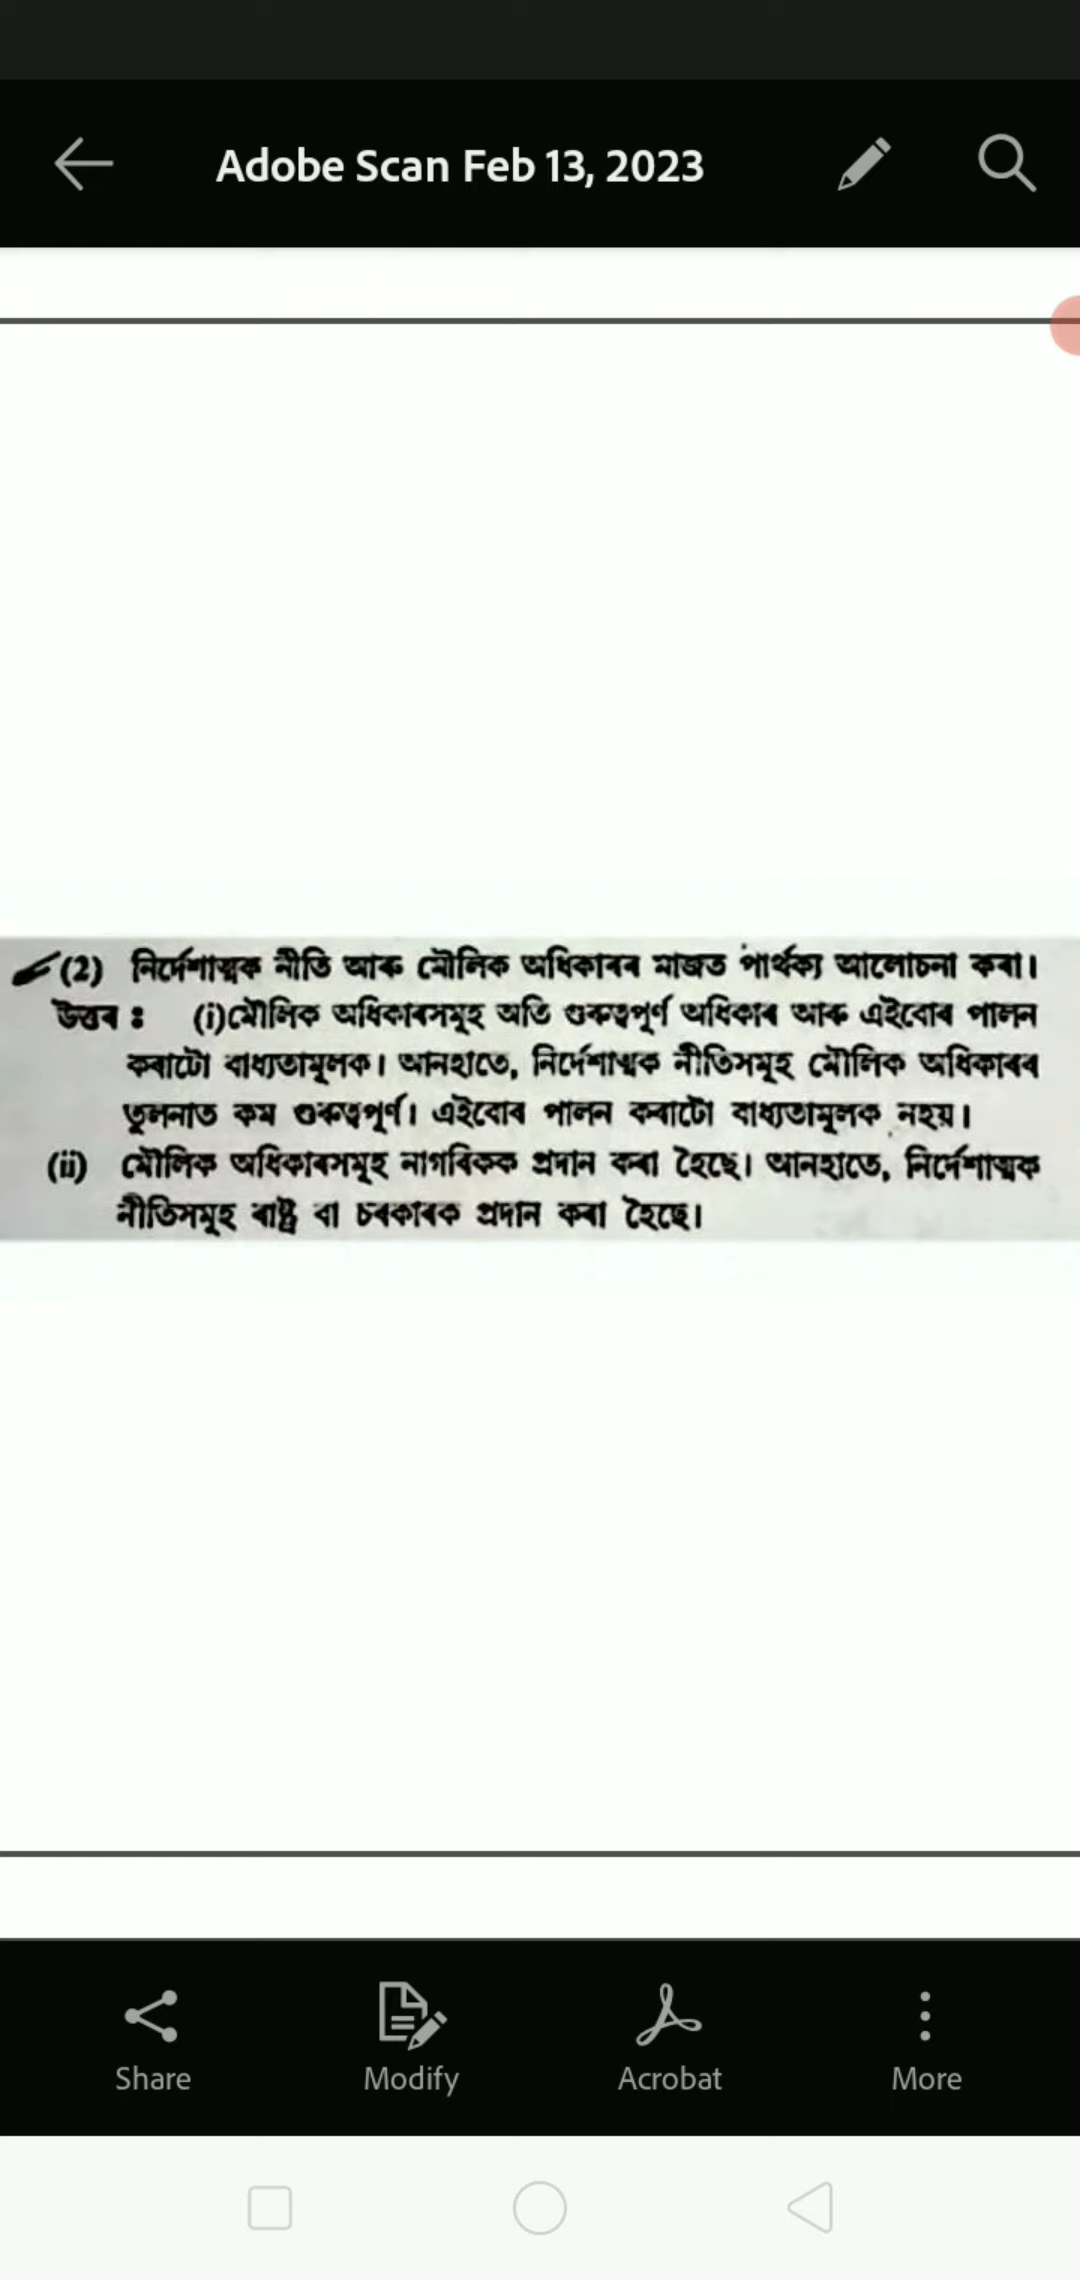 Adobe Scan Feb 13, 2023
(2) নিৰ্দেশাত্মক নীতি আৰু মৌলিক অধিকাৰৰ মাজত পাৰ্থক্য আলোচনা কৰা।
উত্তৰ ঃ (i)মৌলিক অধিকাৰসমূহ অতি গুৰুত্বপূৰ্ণ অধিকাৰ আৰু এইবোৰ পালন
কৰাটো বাধ্যতামূলক। আনহাতে, নিৰ্দেশাত্মক নীতিসমূহ মৌলিক অধিকাৰৰ
তুলনাত কম গুৰুত্বপূৰ্ণ। এইবোৰ পালন কৰাটো বাধ্যতামূলক নহয়।
(ii) মৌলিক অধিকাৰসমূহ নাগৰিকক প্ৰদান কৰা হৈছে। আনহাতে, নিৰ্দেশাত্মক
নীতিসমূহ ৰাষ্ট্ৰ বা চৰকাৰক প্ৰদান কৰা হৈছে।
Share Modify Acrobat More